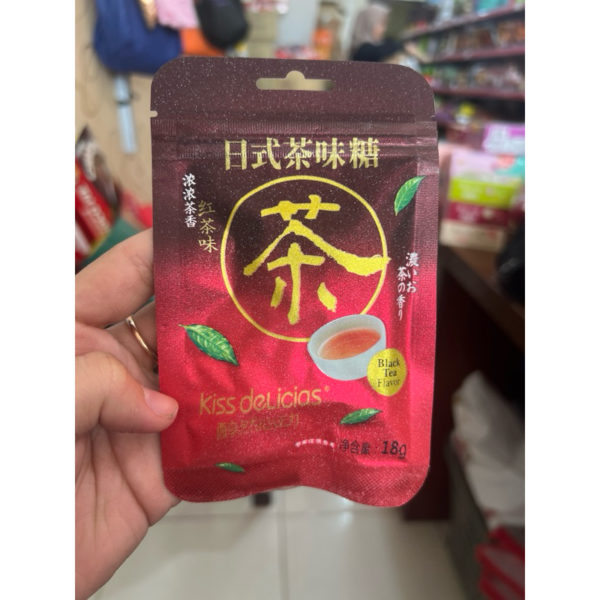 日式茶味糖
浓浓茶香
红茶味
茶
濃いお
茶の香り
Black
Tea
Flavor
Kiss deLicias®
净含量：18g